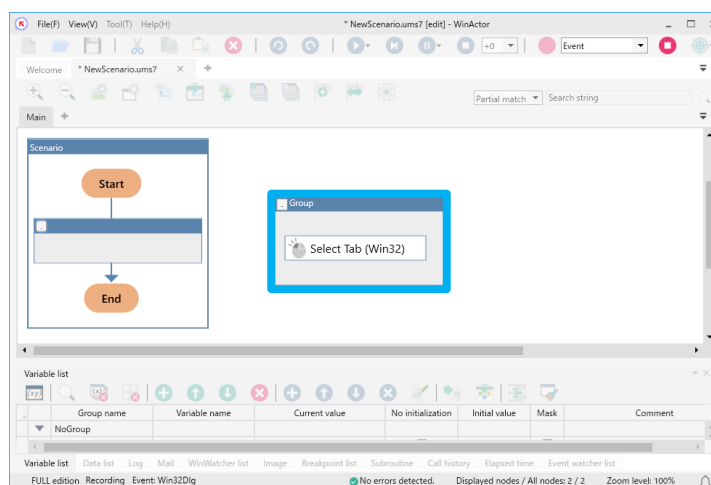 File(F) View(V) Tool(T) Help(H) * NewScenario.ums7 [edit] - WinActor
+0 Event
Welcome * NewScenario.ums7 × +
Partial match Search string
Main +
Scenario
Start
End
Group
Select Tab (Win32)
Variable list
Group name Variable name Current value No initialization Initial value Mask Comment
NoGroup
Variable list Data list Log Mail WinWatcher list Image Breakpoint list Subroutine Call history Elapsed time Event watcher list
FULL edition Recording Event: Win32Dlg No errors detected. Displayed nodes / All nodes: 2 / 2 Zoom level: 100%